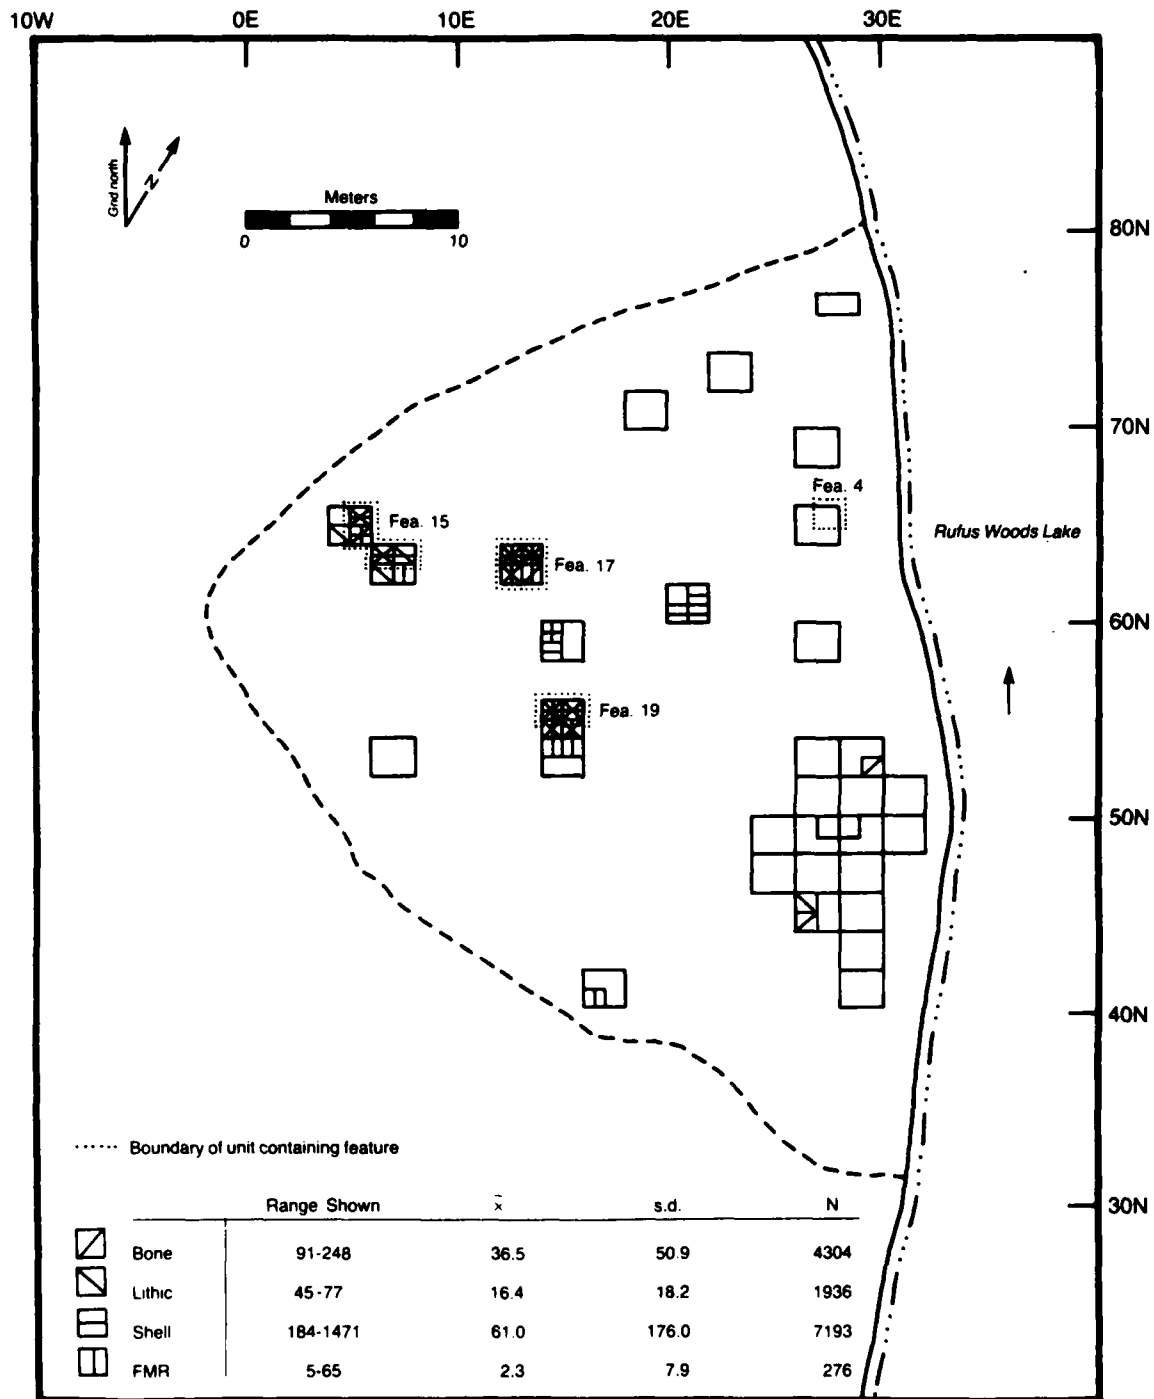 10W 0E 10E 20E 30E
Grid north
N
Meters
0 10
80N
70N
Fea. 4
Fea. 15
Rufus Woods Lake
Fea. 17
60N
Fea. 19
50N
40N
Boundary of unit containing feature
30N
Range Shown x̄ s.d. N
Bone 91-248 36.5 50.9 4304
Lithic 45-77 16.4 18.2 1936
Shell 184-1471 61.0 176.0 7193
FMR 5-65 2.3 7.9 276